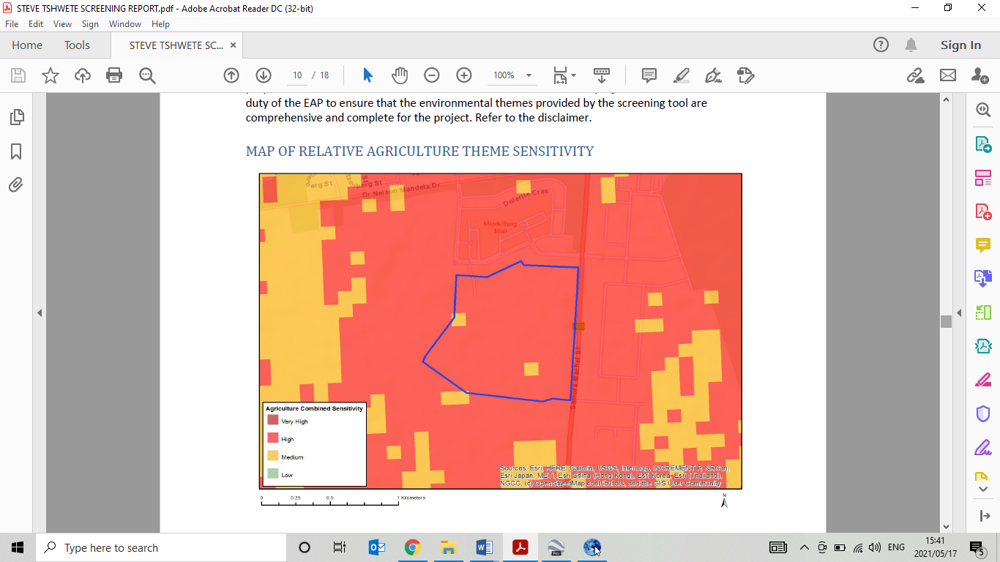 STEVE TSHWETE SCREENING REPORT.pdf - Adobe Acrobat Reader DC (32-bit)
File Edit View Sign Window Help
Home Tools STEVE TSHWETE SC... × Sign In
10 / 18 100%
duty of the EAP to ensure that the environmental themes provided by the screening tool are
comprehensive and complete for the project. Refer to the disclaimer.
MAP OF RELATIVE AGRICULTURE THEME SENSITIVITY
berg St
Dr Nelson Mandela Dr
Dolerite Cres
Middelburg
Mall
Samora Machel St
Agriculture Combined Sensitivity
Very High
High
Medium
Low
Sources: Esri, HERE, Garmin, USGS, Intermap, INCREMENT P, NRCan,
Esri Japan, METI, Esri China (Hong Kong), Esri Korea, Esri (Thailand),
NGCC, (c) OpenStreetMap contributors, and the GIS User Community
0 0.25 0.5 1 Kilometers
N
Type here to search
ENG
15:41
2021/05/17
5